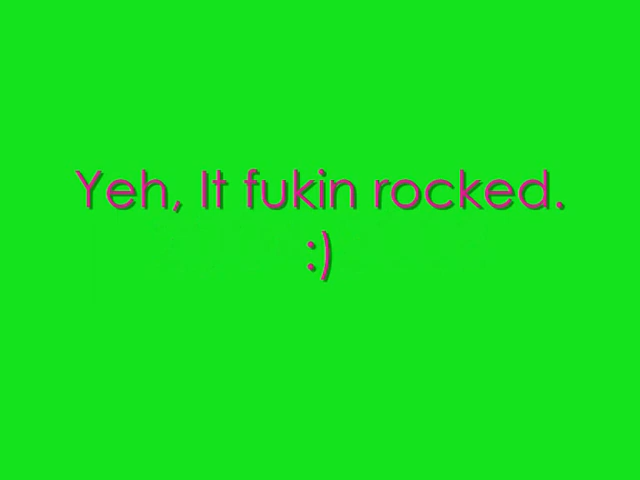 Yeh, It fukin rocked.
:)